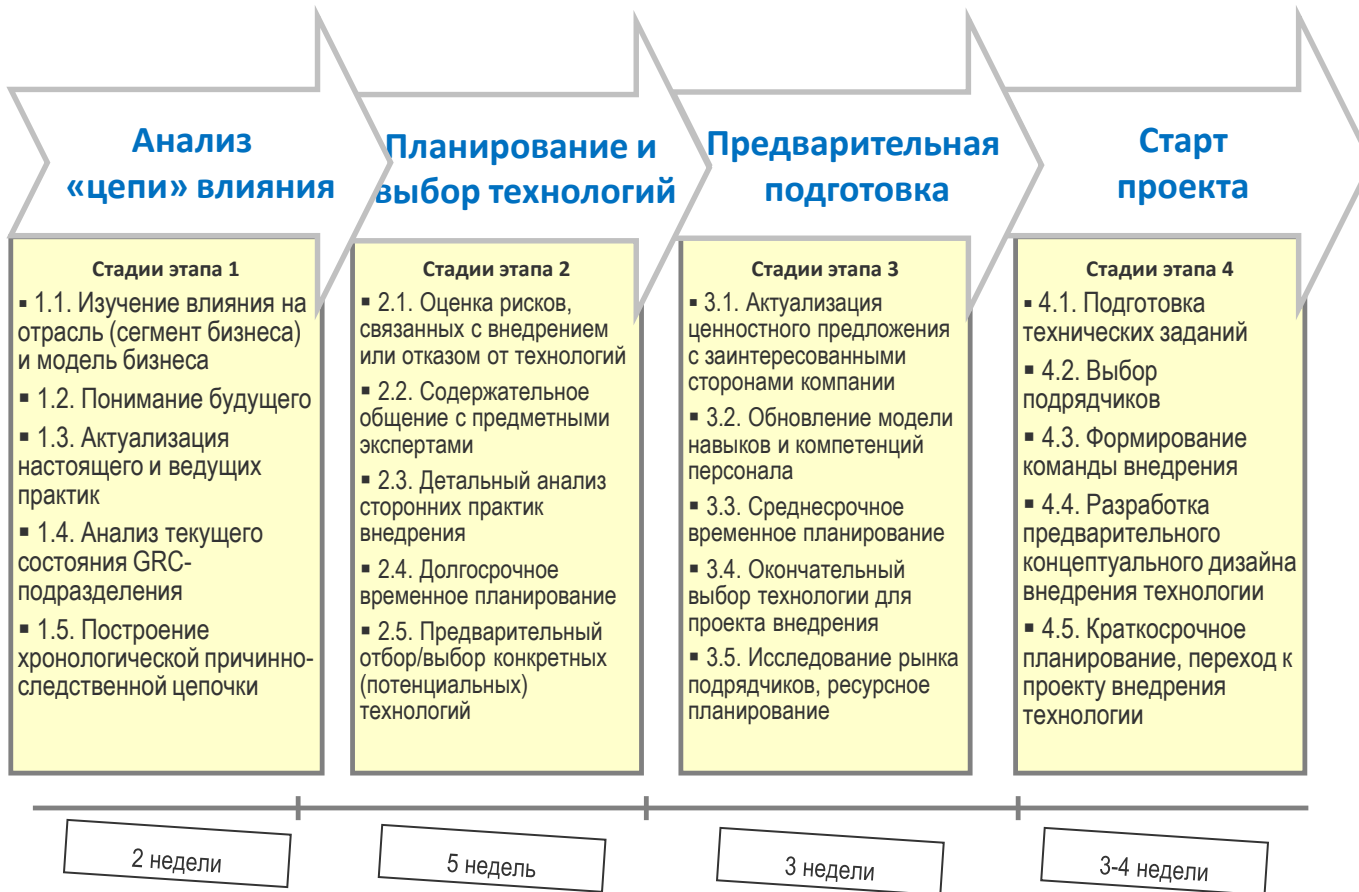 Анализ
«цепи» влияния
Планирование и
выбор технологий
Предварительная
подготовка
Старт
проекта
Стадии этапа 1
▪ 1.1. Изучение влияния на
отрасль (сегмент бизнеса)
и модель бизнеса
▪ 1.2. Понимание будущего
▪ 1.3. Актуализация
настоящего и ведущих
практик
▪ 1.4. Анализ текущего
состояния GRC-
подразделения
▪ 1.5. Построение
хронологической причинно-
следственной цепочки
Стадии этапа 2
▪ 2.1. Оценка рисков,
связанных с внедрением
или отказом от технологий
▪ 2.2. Содержательное
общение с предметными
экспертами
▪ 2.3. Детальный анализ
сторонних практик
внедрения
▪ 2.4. Долгосрочное
временное планирование
▪ 2.5. Предварительный
отбор/выбор конкретных
(потенциальных)
технологий
Стадии этапа 3
▪ 3.1. Актуализация
ценностного предложения
с заинтересованными
сторонами компании
▪ 3.2. Обновление модели
навыков и компетенций
персонала
▪ 3.3. Среднесрочное
временное планирование
▪ 3.4. Окончательный
выбор технологии для
проекта внедрения
▪ 3.5. Исследование рынка
подрядчиков, ресурсное
планирование
Стадии этапа 4
▪ 4.1. Подготовка
технических заданий
▪ 4.2. Выбор
подрядчиков
▪ 4.3. Формирование
команды внедрения
▪ 4.4. Разработка
предварительного
концептуального дизайна
внедрения технологии
▪ 4.5. Краткосрочное
планирование, переход к
проекту внедрения
технологии
2 недели
5 недель
3 недели
3-4 недели